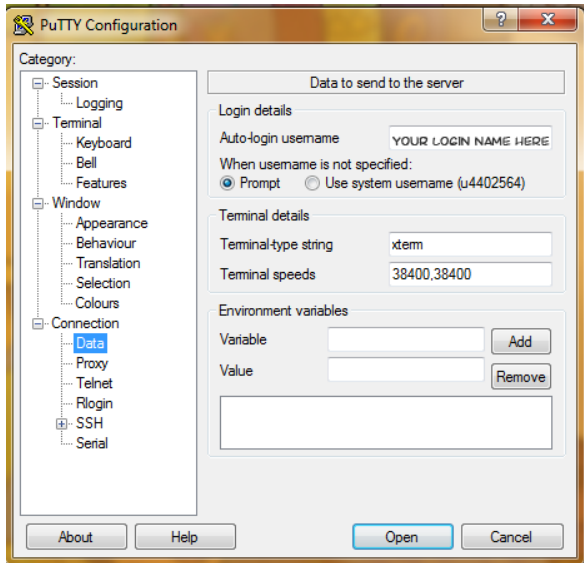 PuTTY Configuration
?
X
Category:
Session
Logging
Terminal
Keyboard
Bell
Features
Window
Appearance
Behaviour
Translation
Selection
Colours
Connection
Data
Proxy
Telnet
Rlogin
SSH
Serial
Data to send to the server
Login details
Auto-login username YOUR LOGIN NAME HERE
When username is not specified:
Prompt Use system username (u4402564)
Terminal details
Terminal-type string xterm
Terminal speeds 38400,38400
Environment variables
Variable Add
Value Remove
About Help Open Cancel